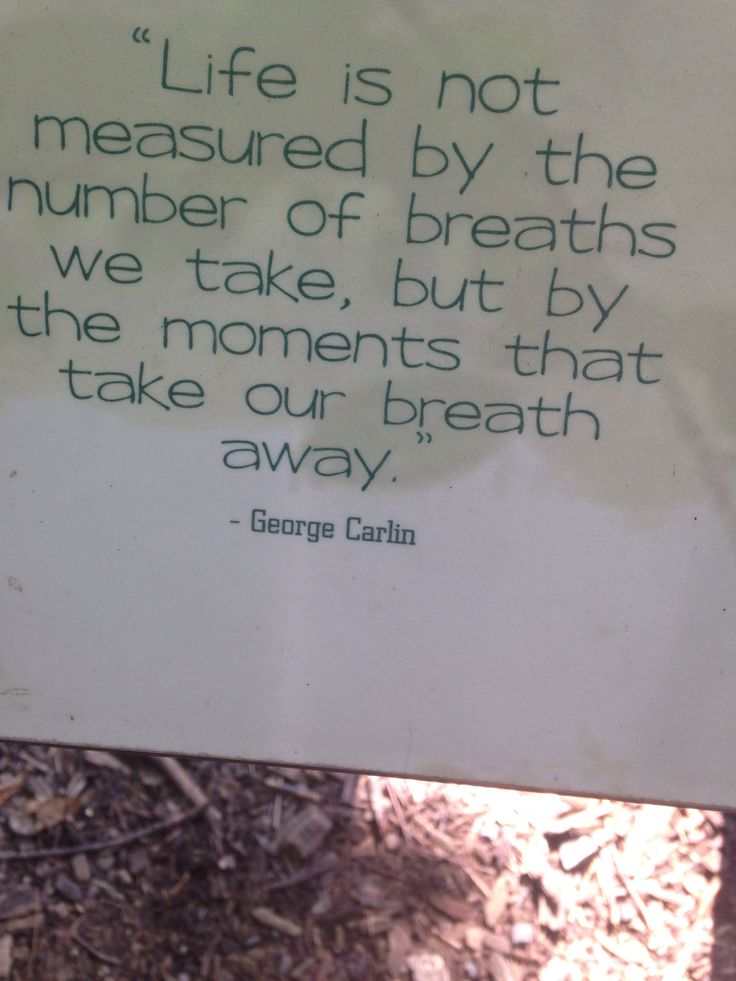 “Life is not
measured by the
number of breaths
we take, but by
the moments that
take our breath
away.”
- George Carlin